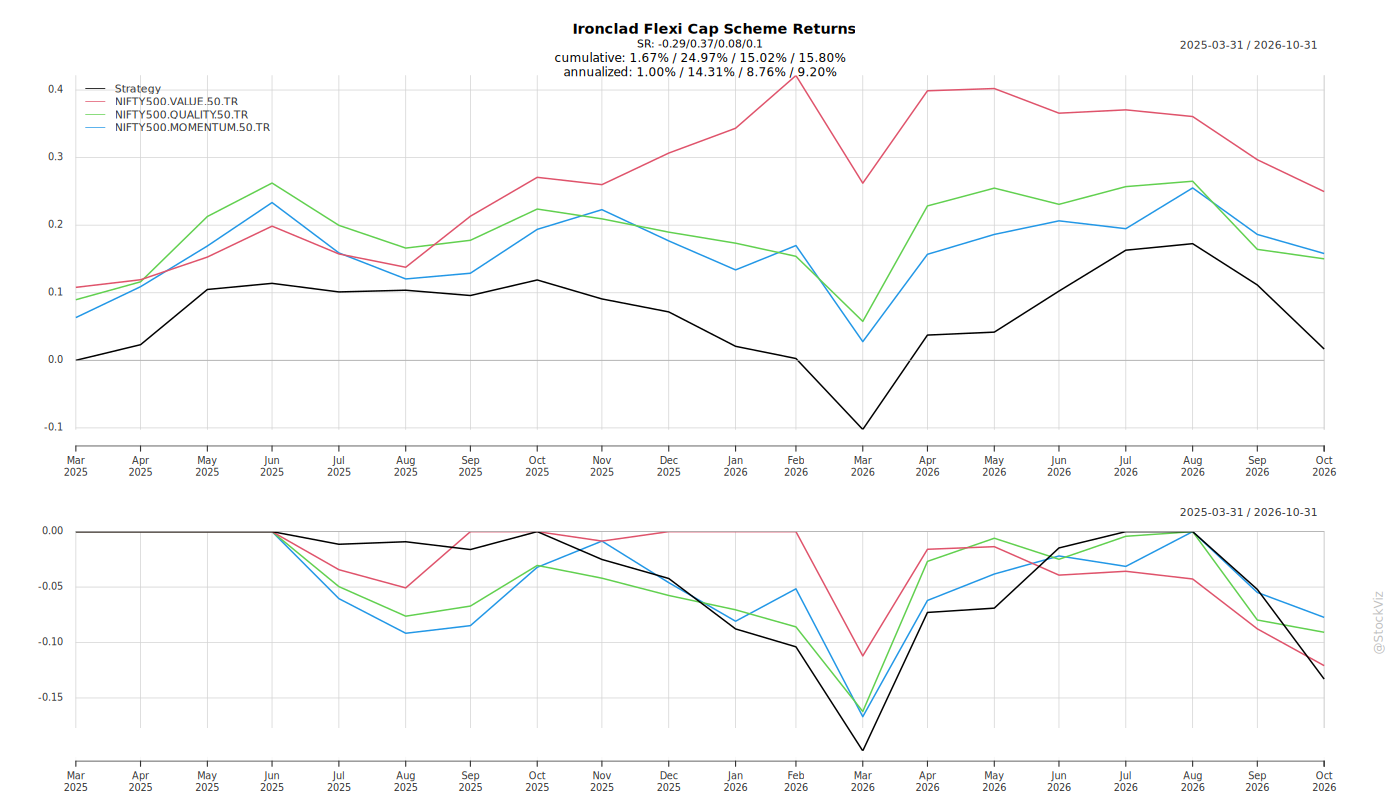 Ironclad Flexi Cap Scheme Returns
SR: -0.29/0.37/0.08/0.1
cumulative: 1.67% / 24.97% / 15.02% / 15.80%
annualized: 1.00% / 14.31% / 8.76% / 9.20%
2025-03-31 / 2026-10-31
Strategy
NIFTY500.VALUE.50.TR
NIFTY500.QUALITY.50.TR
NIFTY500.MOMENTUM.50.TR
0.4
0.3
0.2
0.1
0.0
-0.1
Mar Apr May Jun Jul Aug Sep Oct Nov Dec Jan Feb Mar Apr May Jun Jul Aug Sep Oct
2025 2025 2025 2025 2025 2025 2025 2025 2025 2025 2026 2026 2026 2026 2026 2026 2026 2026 2026 2026
2025-03-31 / 2026-10-31
0.00
-0.05
-0.10
-0.15
Mar Apr May Jun Jul Aug Sep Oct Nov Dec Jan Feb Mar Apr May Jun Jul Aug Sep Oct
2025 2025 2025 2025 2025 2025 2025 2025 2025 2025 2026 2026 2026 2026 2026 2026 2026 2026 2026 2026
@StockViz